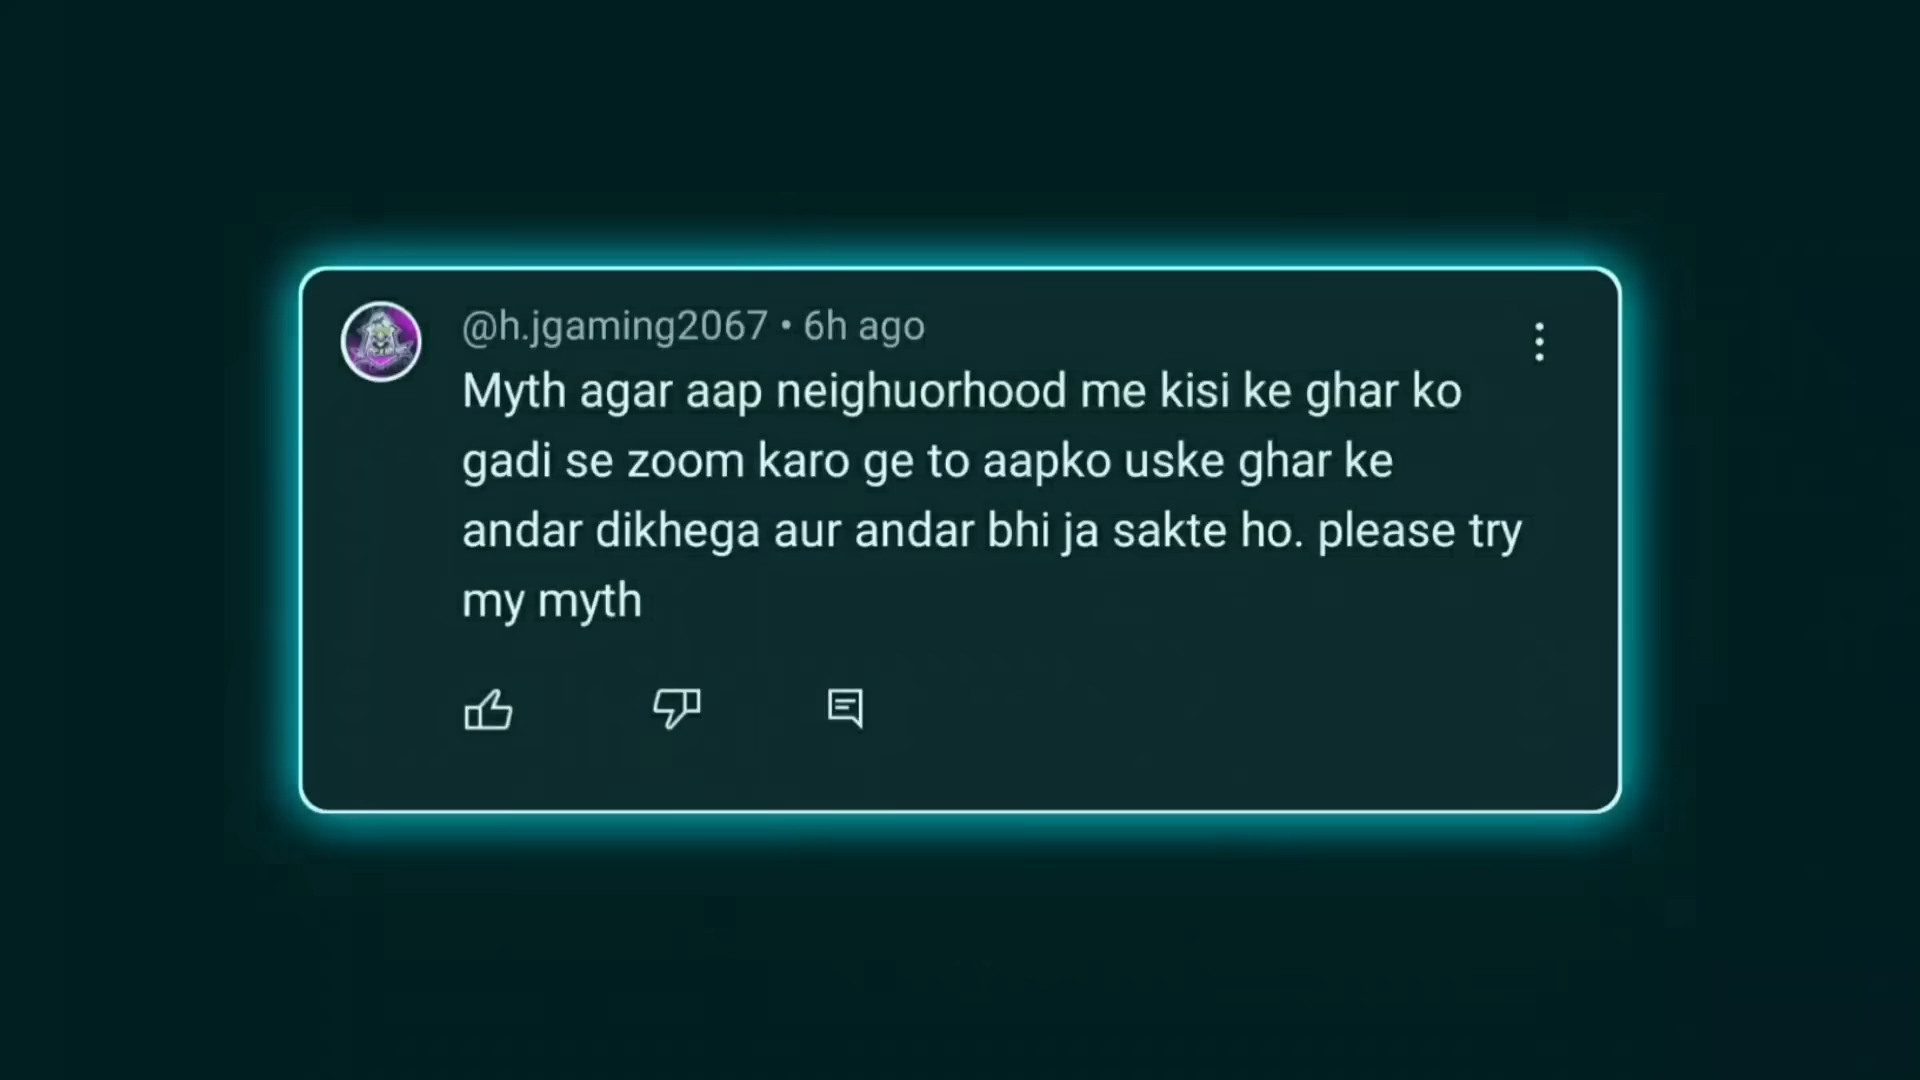 @h.jgaming2067 • 6h ago
Myth agar aap neighuorhood me kisi ke ghar ko
gadi se zoom karo ge to aapko uske ghar ke
andar dikhega aur andar bhi ja sakte ho. please try
my myth